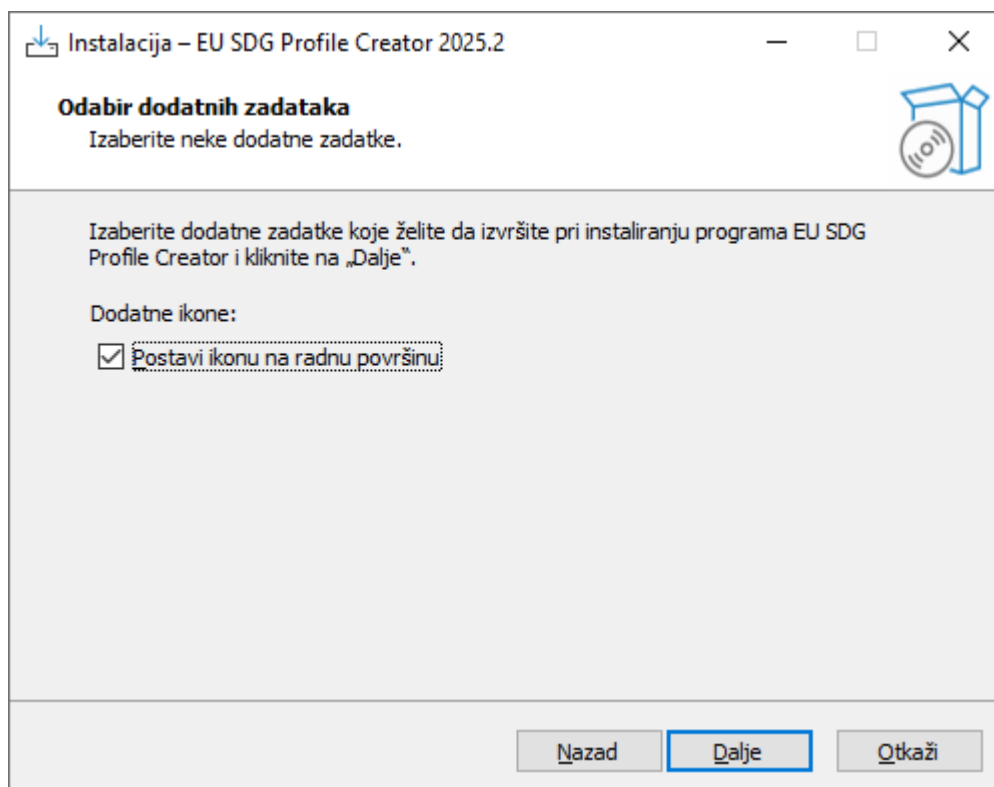 Instalacija – EU SDG Profile Creator 2025.2
Odabir dodatnih zadataka
Izaberite neke dodatne zadatke.
Izaberite dodatne zadatke koje želite da izvršite pri instaliranju programa EU SDG
Profile Creator i kliknite na „Dalje“.
Dodatne ikone:
Postavi ikonu na radnu površinu
Nazad
Dalje
Otkaži